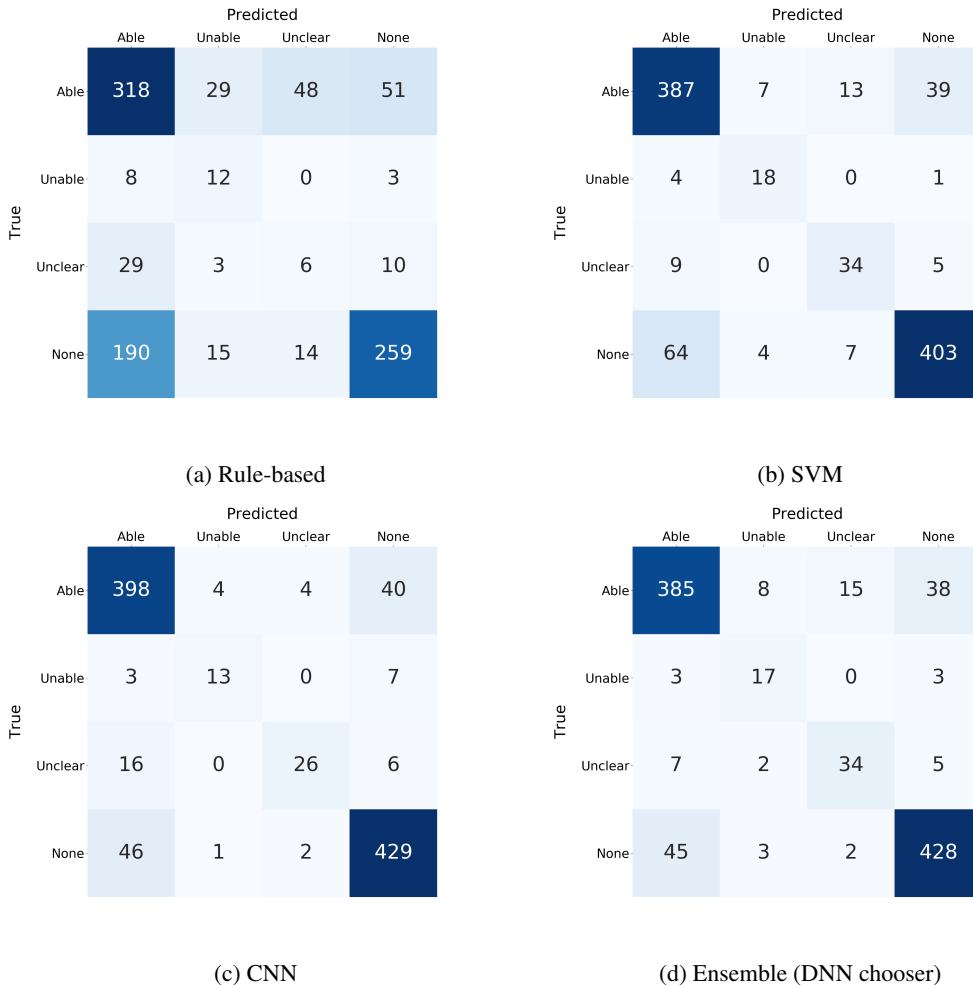 Predicted
Able Unable Unclear None
True
Able 318 29 48 51
Unable 8 12 0 3
Unclear 29 3 6 10
None 190 15 14 259
(a) Rule-based
Predicted
Able Unable Unclear None
True
Able 387 7 13 39
Unable 4 18 0 1
Unclear 9 0 34 5
None 64 4 7 403
(b) SVM
Predicted
Able Unable Unclear None
True
Able 398 4 4 40
Unable 3 13 0 7
Unclear 16 0 26 6
None 46 1 2 429
(c) CNN
Predicted
Able Unable Unclear None
True
Able 385 8 15 38
Unable 3 17 0 3
Unclear 7 2 34 5
None 45 3 2 428
(d) Ensemble (DNN chooser)